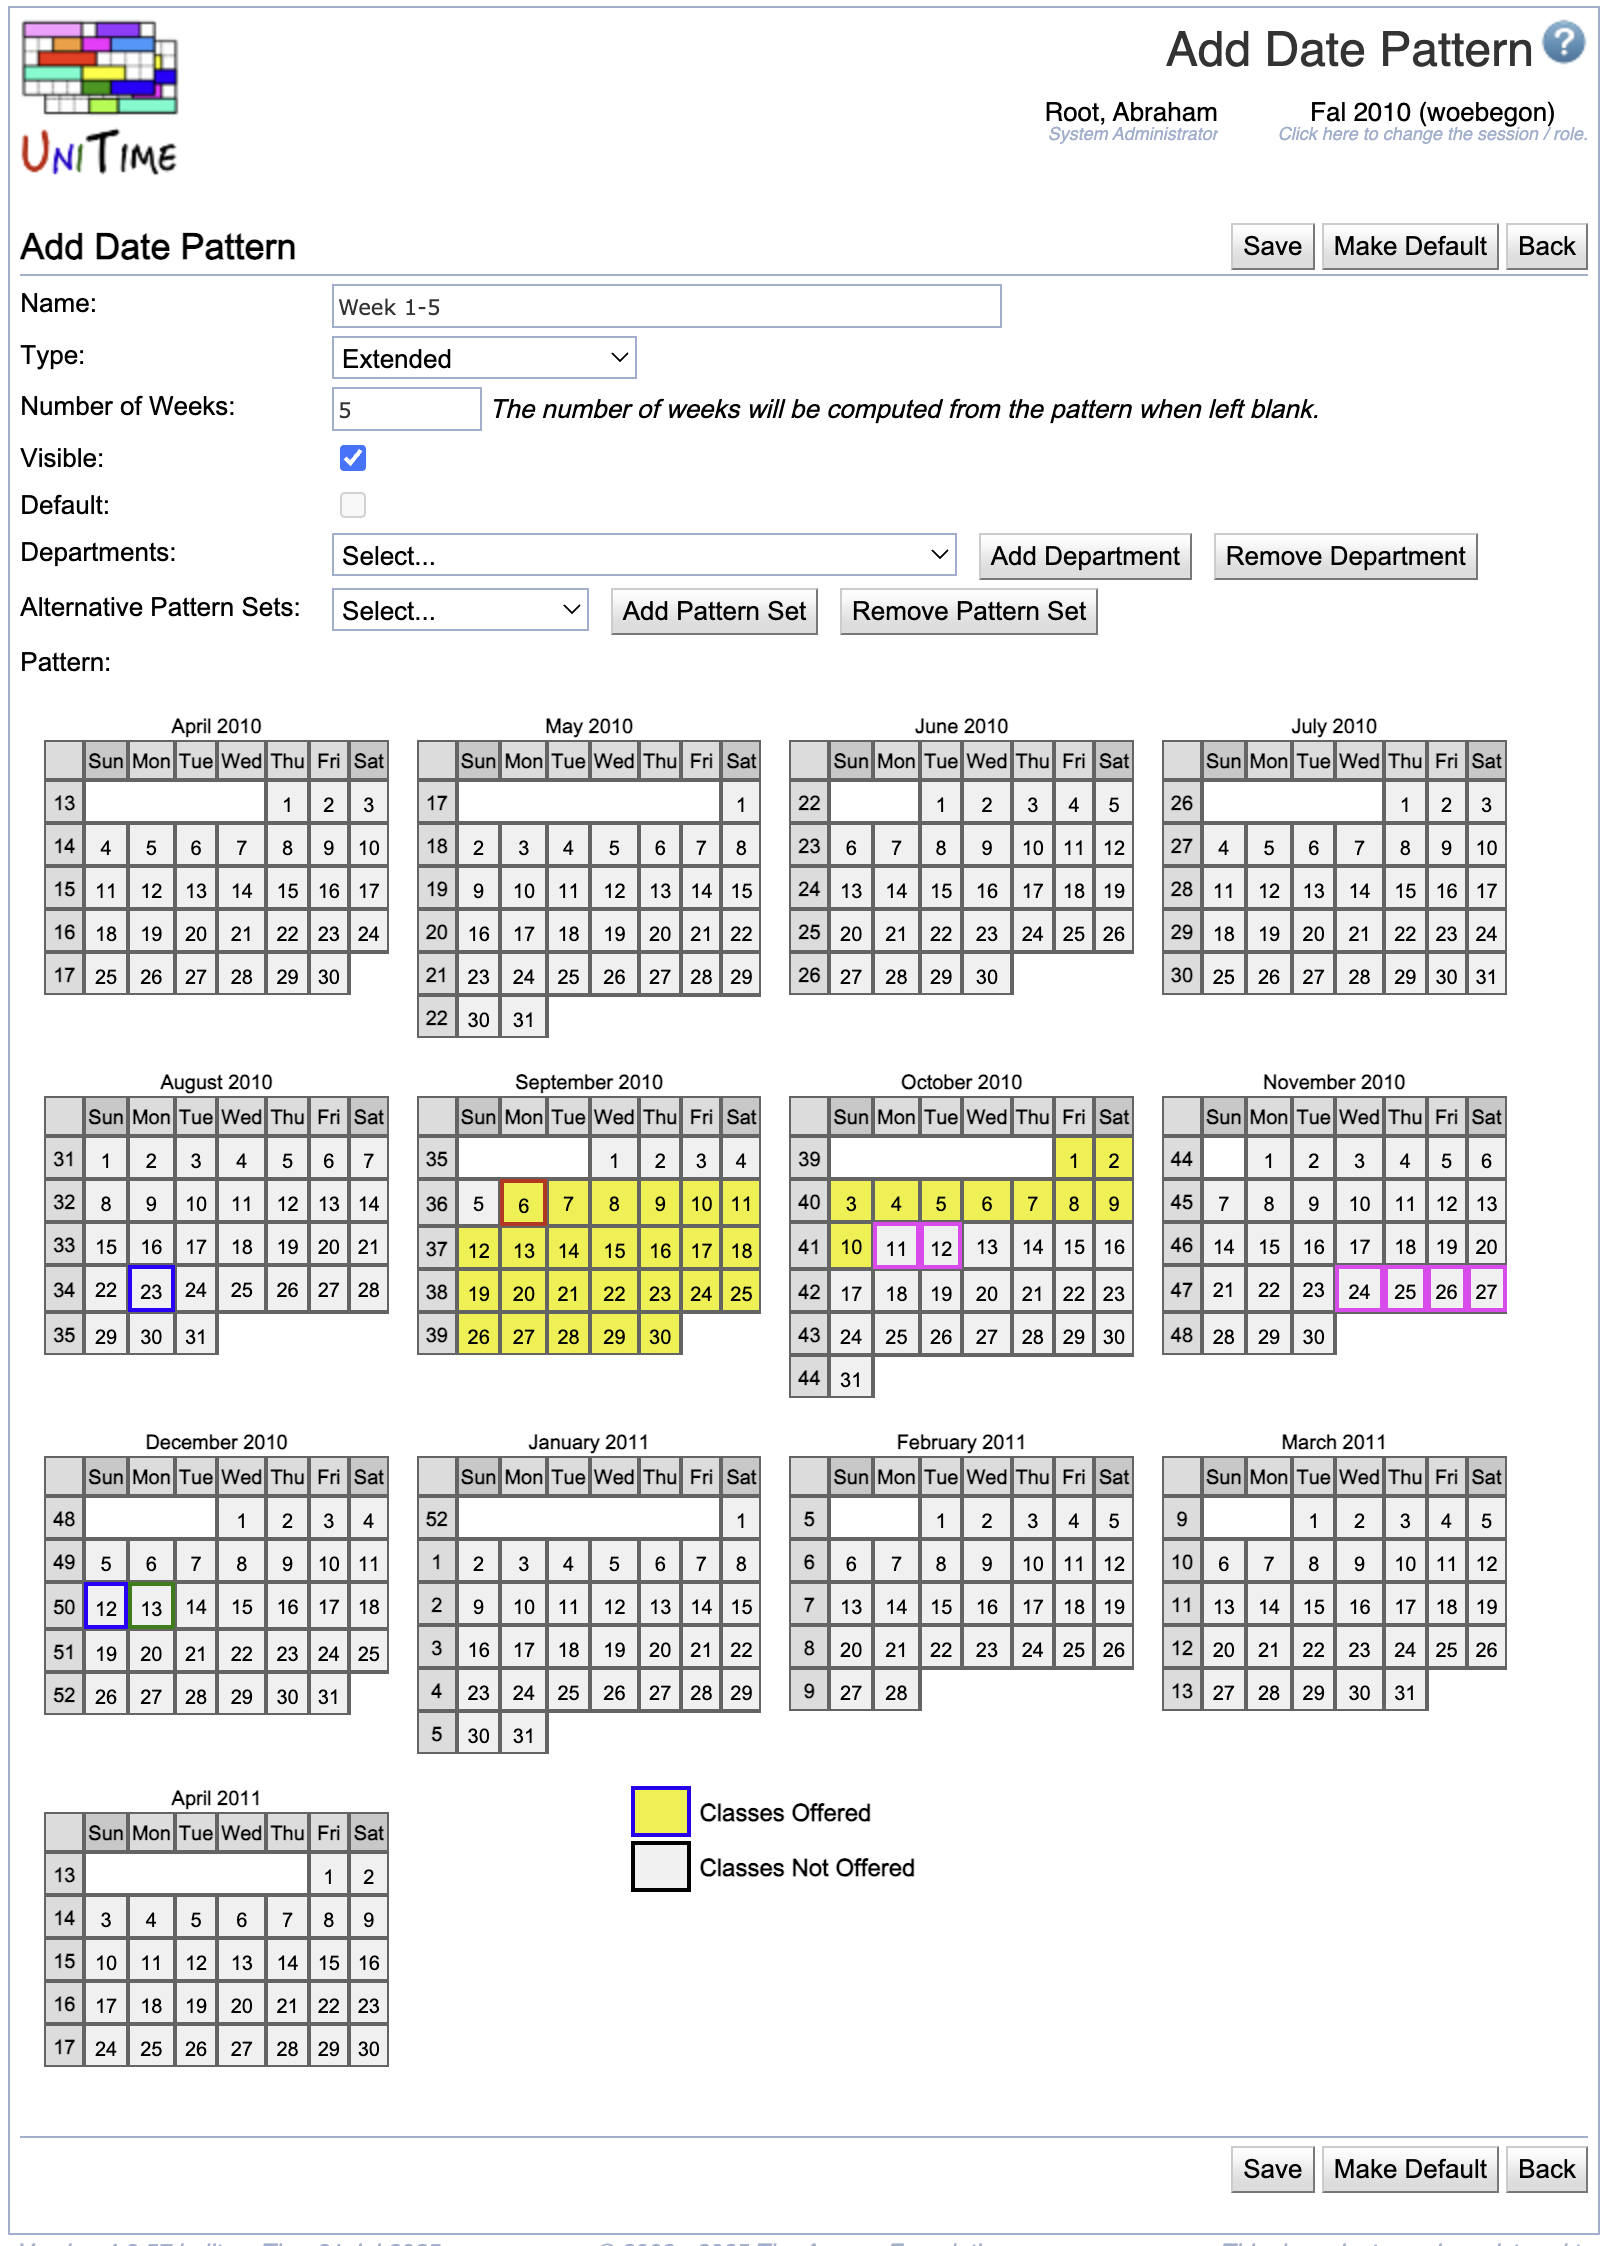 Add Date Pattern ?
Root, Abraham Fal 2010 (woebegon)
System Administrator Click here to change the session / role.
UNITIME
Add Date Pattern Save Make Default Back
Name: Week 1-5
Type: Extended
Number of Weeks: 5 The number of weeks will be computed from the pattern when left blank.
Visible:
Default:
Departments: Select... Add Department Remove Department
Alternative Pattern Sets: Select... Add Pattern Set Remove Pattern Set
Pattern:
April 2010
Sun Mon Tue Wed Thu Fri Sat
13 1 2 3
14 4 5 6 7 8 9 10
15 11 12 13 14 15 16 17
16 18 19 20 21 22 23 24
17 25 26 27 28 29 30
May 2010
Sun Mon Tue Wed Thu Fri Sat
17 1
18 2 3 4 5 6 7 8
19 9 10 11 12 13 14 15
20 16 17 18 19 20 21 22
21 23 24 25 26 27 28 29
22 30 31
June 2010
Sun Mon Tue Wed Thu Fri Sat
22 1 2 3 4 5
23 6 7 8 9 10 11 12
24 13 14 15 16 17 18 19
25 20 21 22 23 24 25 26
26 27 28 29 30
July 2010
Sun Mon Tue Wed Thu Fri Sat
26 1 2 3
27 4 5 6 7 8 9 10
28 11 12 13 14 15 16 17
29 18 19 20 21 22 23 24
30 25 26 27 28 29 30 31
August 2010
Sun Mon Tue Wed Thu Fri Sat
31 1 2 3 4 5 6 7
32 8 9 10 11 12 13 14
33 15 16 17 18 19 20 21
34 22 23 24 25 26 27 28
35 29 30 31
September 2010
Sun Mon Tue Wed Thu Fri Sat
35 1 2 3 4
36 5 6 7 8 9 10 11
37 12 13 14 15 16 17 18
38 19 20 21 22 23 24 25
39 26 27 28 29 30
October 2010
Sun Mon Tue Wed Thu Fri Sat
39 1 2
40 3 4 5 6 7 8 9
41 10 11 12 13 14 15 16
42 17 18 19 20 21 22 23
43 24 25 26 27 28 29 30
44 31
November 2010
Sun Mon Tue Wed Thu Fri Sat
44 1 2 3 4 5 6
45 7 8 9 10 11 12 13
46 14 15 16 17 18 19 20
47 21 22 23 24 25 26 27
48 28 29 30
December 2010
Sun Mon Tue Wed Thu Fri Sat
48 1 2 3 4
49 5 6 7 8 9 10 11
50 12 13 14 15 16 17 18
51 19 20 21 22 23 24 25
52 26 27 28 29 30 31
January 2011
Sun Mon Tue Wed Thu Fri Sat
52 1
1 2 3 4 5 6 7 8
2 9 10 11 12 13 14 15
3 16 17 18 19 20 21 22
4 23 24 25 26 27 28 29
5 30 31
February 2011
Sun Mon Tue Wed Thu Fri Sat
5 1 2 3 4 5
6 6 7 8 9 10 11 12
7 13 14 15 16 17 18 19
8 20 21 22 23 24 25 26
9 27 28
March 2011
Sun Mon Tue Wed Thu Fri Sat
9 1 2 3 4 5
10 6 7 8 9 10 11 12
11 13 14 15 16 17 18 19
12 20 21 22 23 24 25 26
13 27 28 29 30 31
April 2011
Sun Mon Tue Wed Thu Fri Sat
13 1 2
14 3 4 5 6 7 8 9
15 10 11 12 13 14 15 16
16 17 18 19 20 21 22 23
17 24 25 26 27 28 29 30
Classes Offered
Classes Not Offered
Save Make Default Back